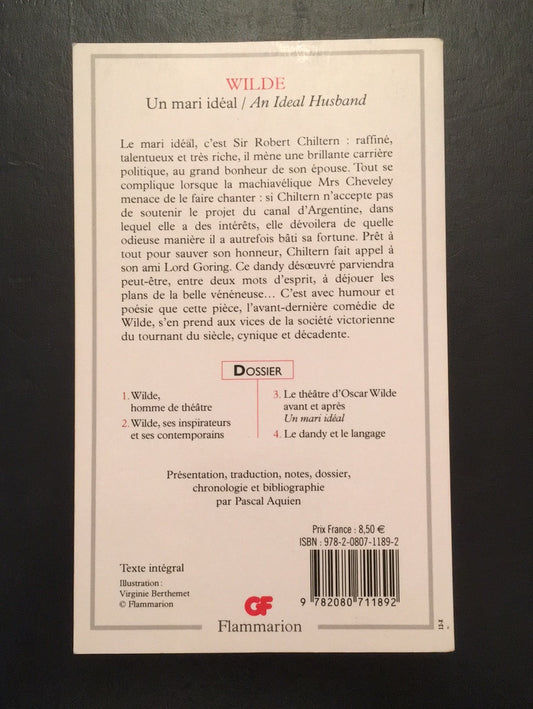 WILDE
Un mari idéal / An Ideal Husband
Le mari idéal, c'est Sir Robert Chiltern : raffiné,
talentueux et très riche, il mène une brillante carrière
politique, au grand bonheur de son épouse. Tout se
complique lorsque la machiavélique Mrs Cheveley
menace de le faire chanter : si Chiltern n'accepte pas
de soutenir le projet du canal d'Argentine, dans
lequel elle a des intérêts, elle dévoilera de quelle
odieuse manière il a autrefois bâti sa fortune. Prêt à
tout pour sauver son honneur, Chiltern fait appel à
son ami Lord Goring. Ce dandy désœuvré parviendra
peut-être, entre deux mots d'esprit, à déjouer les
plans de la belle vénéneuse... C'est avec humour et
poésie que cette pièce, l'avant-dernière comédie de
Wilde, s'en prend aux vices de la société victorienne
du tournant du siècle, cynique et décadente.
DOSSIER
1. Wilde,
homme de théâtre
2. Wilde, ses inspirateurs
et ses contemporains
3. Le théâtre d'Oscar Wilde
avant et après
Un mari idéal
4. Le dandy et le langage
Présentation, traduction, notes, dossier,
chronologie et bibliographie
par Pascal Aquien
Prix France : 8,50 €
ISBN : 978-2-0807-1189-2
9 782080 711892
Texte intégral
Illustration :
Virginie Berthemet
© Flammarion
GF
Flammarion